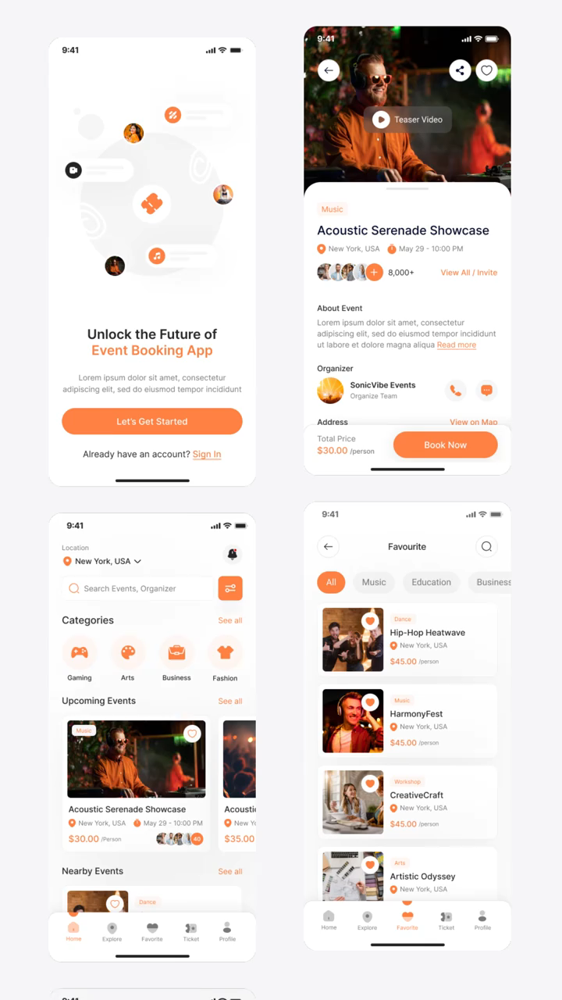 9:41
Unlock the Future of
Event Booking App
Lorem ipsum dolor sit amet, consectetur
adipiscing elit, sed do eiusmod tempor incididunt
Let's Get Started
Already have an account? Sign In
9:41
Teaser Video
Music
Acoustic Serenade Showcase
New York, USA May 29 - 10:00 PM
8,000+ View All / Invite
About Event
Lorem ipsum dolor sit amet, consectetur
adipiscing elit, sed do eiusmod tempor incididunt
ut labore et dolore magna aliqua Read more
Organizer
SonicVibe Events
Organize Team
Address View on Map
Total Price
$30.00 /person
Book Now
9:41
Location
New York, USA
Search Events, Organizer
Categories See all
Gaming Arts Business Fashion
Upcoming Events See all
Music
Acoustic Serenade Showcase
New York, USA May 29 - 10:00 PM
$30.00 /Person 40
Acousti
New Yo
$35.00
Nearby Events See all
Dance
Home Explore Favorite Ticket Profile
9:41
Favourite
All Music Education Business
Dance
Hip-Hop Heatwave
New York, USA
$45.00 /person
Music
HarmonyFest
New York, USA
$45.00 /person
Workshop
CreativeCraft
New York, USA
$45.00 /person
Arts
Artistic Odyssey
New York, USA
Home Explore Favorite Ticket Profile
9:41